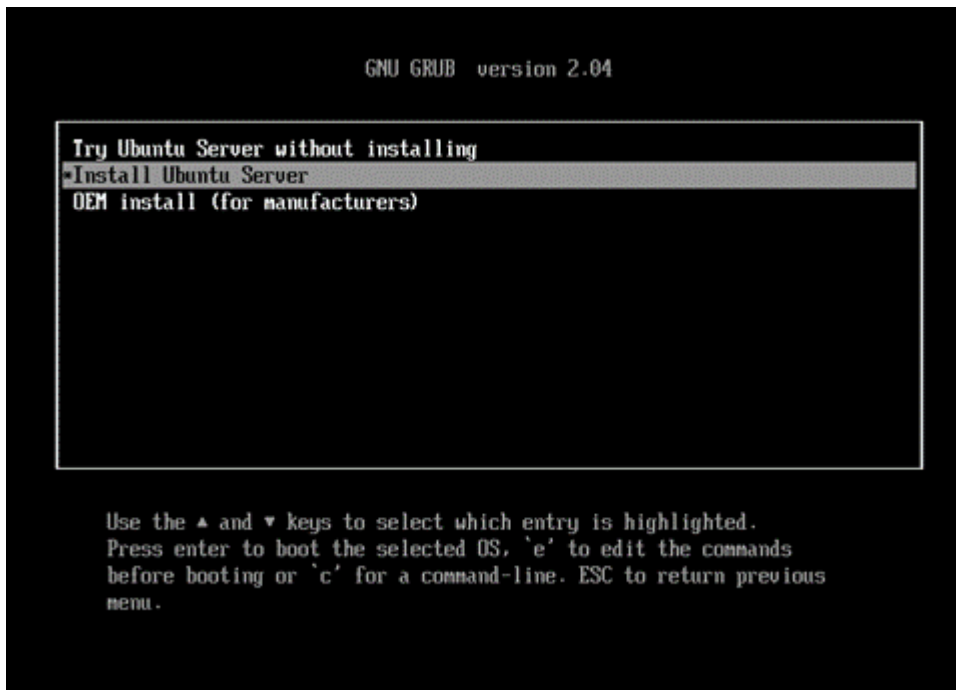 GNU GRUB  version 2.04
Try Ubuntu Server without installing
*Install Ubuntu Server
OEM install (for manufacturers)
Use the ▲ and ▼ keys to select which entry is highlighted.
Press enter to boot the selected OS, `e' to edit the commands
before booting or `c' for a command-line. ESC to return previous
menu.